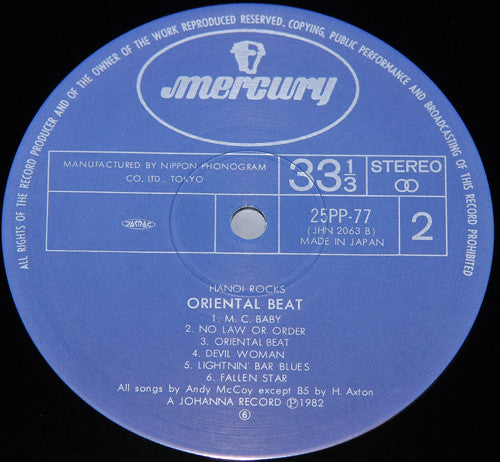 ALL RIGHTS OF THE RECORD PRODUCER AND OF THE OWNER OF THE WORK REPRODUCED RESERVED. COPYING, PUBLIC PERFORMANCE AND BROADCASTING OF THIS RECORD PROHIBITED
mercury
MANUFACTURED BY NIPPON PHONOGRAM
CO., LTD., TOKYO
33 1/3
STEREO
25PP-77
(JHN 2063 B)
MADE IN JAPAN
2
HANOI ROCKS
ORIENTAL BEAT
1. M. C. BABY
2. NO LAW OR ORDER
3. ORIENTAL BEAT
4. DEVIL WOMAN
5. LIGHTNIN' BAR BLUES
6. FALLEN STAR
All songs by Andy McCoy except B5 by H. Axton
A JOHANNA RECORD Ⓟ1982
⑥